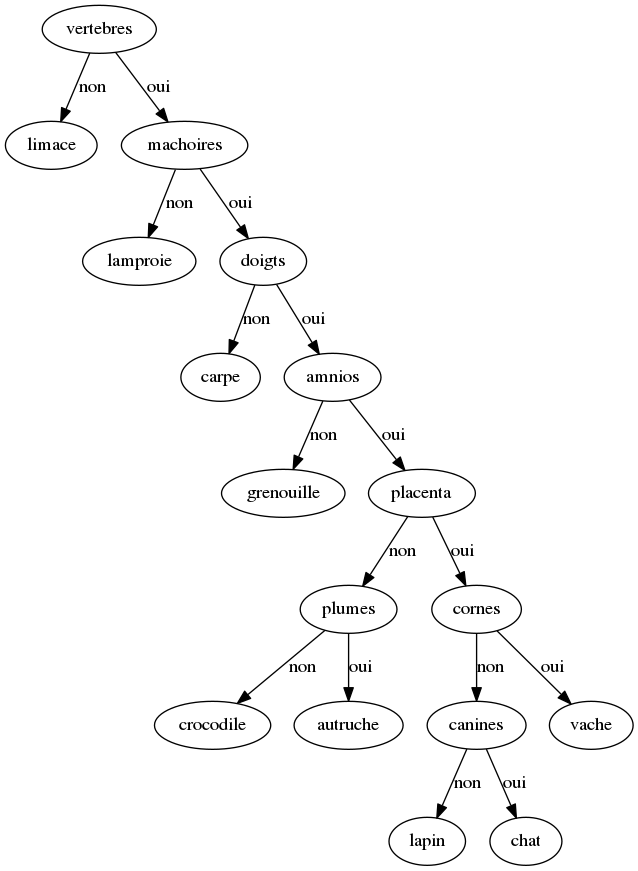 vertebres
non oui
limace machoires
non oui
lamproie doigts
non oui
carpe amnios
non oui
grenouille placenta
non oui
plumes cornes
non oui non oui
crocodile autruche canines vache
non oui
lapin chat